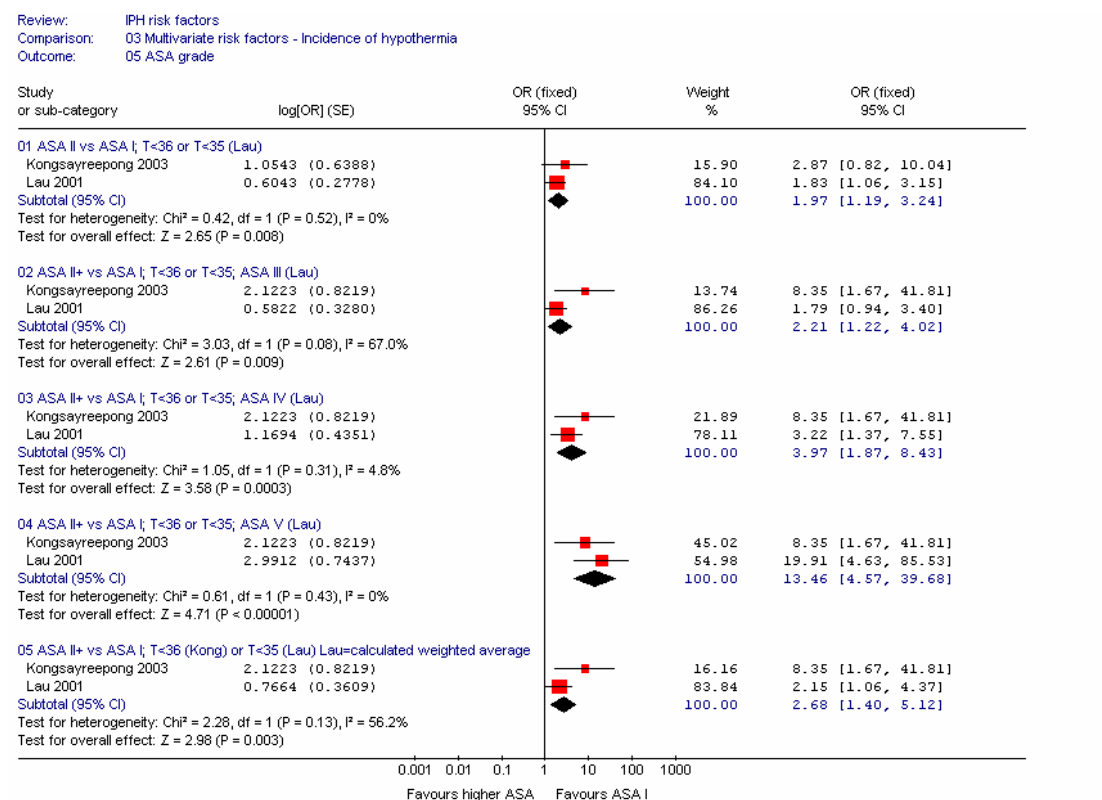 Review: IPH risk factors
Comparison: 03 Multivariate risk factors - Incidence of hypothermia
Outcome: 05 ASA grade
Study OR (fixed) Weight OR (fixed)
or sub-category log[OR] (SE) 95% CI % 95% CI
01 ASA II vs ASA I; T<36 or T<35 (Lau)
Kongsayreepong 2003 1.0543 (0.6388) 15.90 2.87 [0.82, 10.04]
Lau 2001 0.6043 (0.2778) 84.10 1.83 [1.06, 3.15]
Subtotal (95% CI) 100.00 1.97 [1.19, 3.24]
Test for heterogeneity: Chi² = 0.42, df = 1 (P = 0.52), I² = 0%
Test for overall effect: Z = 2.65 (P = 0.008)
02 ASA II+ vs ASA I; T<36 or T<35; ASA III (Lau)
Kongsayreepong 2003 2.1223 (0.8219) 13.74 8.35 [1.67, 41.81]
Lau 2001 0.5822 (0.3280) 86.26 1.79 [0.94, 3.40]
Subtotal (95% CI) 100.00 2.21 [1.22, 4.02]
Test for heterogeneity: Chi² = 3.03, df = 1 (P = 0.08), I² = 67.0%
Test for overall effect: Z = 2.61 (P = 0.009)
03 ASA II+ vs ASA I; T<36 or T<35; ASA IV (Lau)
Kongsayreepong 2003 2.1223 (0.8219) 21.89 8.35 [1.67, 41.81]
Lau 2001 1.1694 (0.4351) 78.11 3.22 [1.37, 7.55]
Subtotal (95% CI) 100.00 3.97 [1.87, 8.43]
Test for heterogeneity: Chi² = 1.05, df = 1 (P = 0.31), I² = 4.8%
Test for overall effect: Z = 3.58 (P = 0.0003)
04 ASA II+ vs ASA I; T<36 or T<35; ASA V (Lau)
Kongsayreepong 2003 2.1223 (0.8219) 45.02 8.35 [1.67, 41.81]
Lau 2001 2.9912 (0.7437) 54.98 19.91 [4.63, 85.53]
Subtotal (95% CI) 100.00 13.46 [4.57, 39.68]
Test for heterogeneity: Chi² = 0.61, df = 1 (P = 0.43), I² = 0%
Test for overall effect: Z = 4.71 (P < 0.00001)
05 ASA II+ vs ASA I; T<36 (Kong) or T<35 (Lau) Lau=calculated weighted average
Kongsayreepong 2003 2.1223 (0.8219) 16.16 8.35 [1.67, 41.81]
Lau 2001 0.7664 (0.3609) 83.84 2.15 [1.06, 4.37]
Subtotal (95% CI) 100.00 2.68 [1.40, 5.12]
Test for heterogeneity: Chi² = 2.28, df = 1 (P = 0.13), I² = 56.2%
Test for overall effect: Z = 2.98 (P = 0.003)
0.001 0.01 0.1 1 10 100 1000
Favours higher ASA Favours ASA I